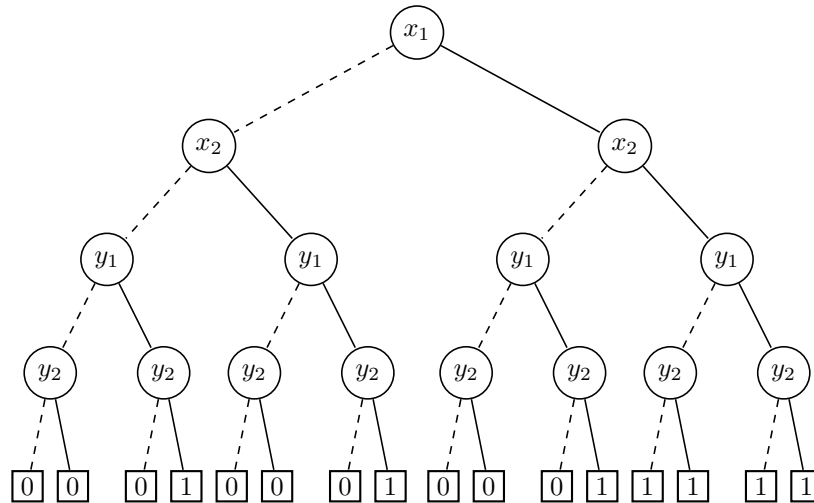 x₁
x₂ x₂
y₁ y₁ y₁ y₁
y₂ y₂ y₂ y₂ y₂ y₂ y₂ y₂
0 0 0 1 0 0 0 1 0 0 0 1 1 1 1 1